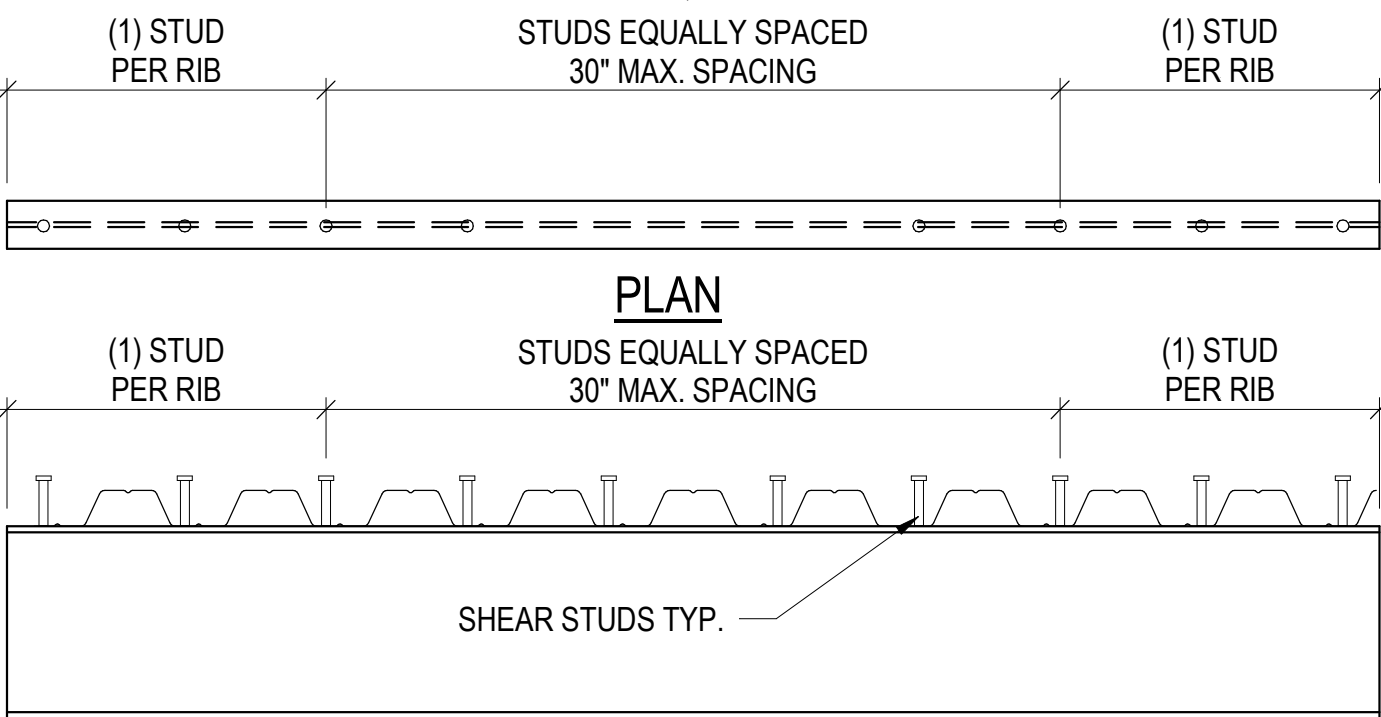 (1) STUD
PER RIB
STUDS EQUALLY SPACED
30" MAX. SPACING
(1) STUD
PER RIB
PLAN
(1) STUD
PER RIB
STUDS EQUALLY SPACED
30" MAX. SPACING
(1) STUD
PER RIB
SHEAR STUDS TYP.